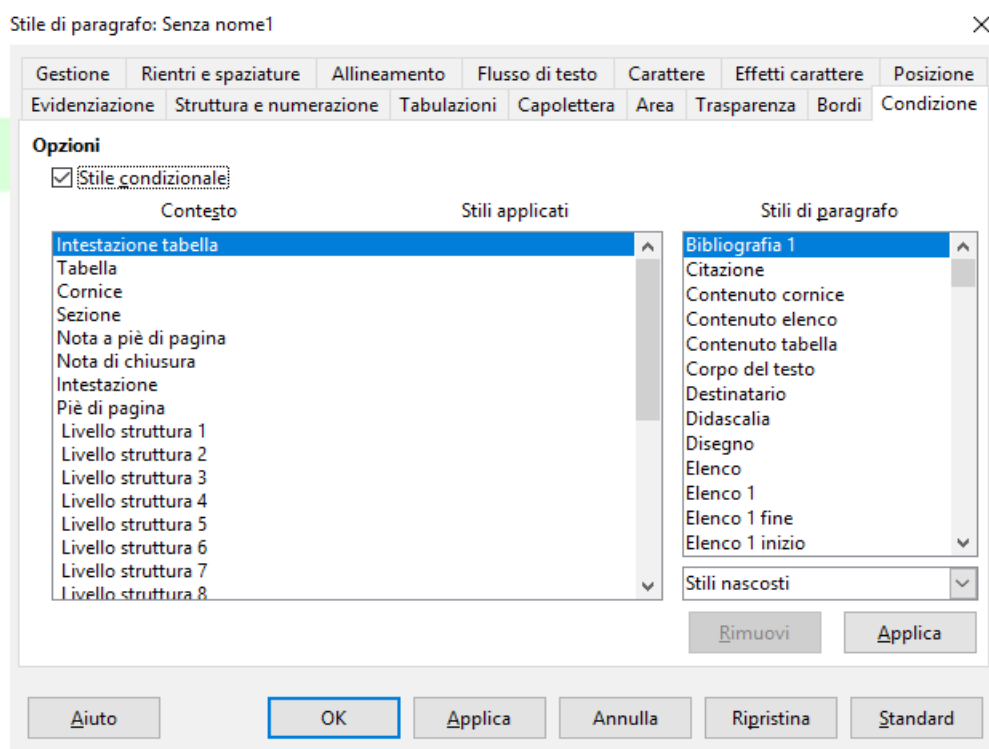 Stile di paragrafo: Senza nome1
Gestione Rientri e spaziature Allineamento Flusso di testo Carattere Effetti carattere Posizione
Evidenziazione Struttura e numerazione Tabulazioni Capolettera Area Trasparenza Bordi Condizione
Opzioni
Stile condizionale
Contesto Stili applicati Stili di paragrafo
Intestazione tabella
Tabella
Cornice
Sezione
Nota a piè di pagina
Nota di chiusura
Intestazione
Piè di pagina
Livello struttura 1
Livello struttura 2
Livello struttura 3
Livello struttura 4
Livello struttura 5
Livello struttura 6
Livello struttura 7
Livello struttura 8
Bibliografia 1
Citazione
Contenuto cornice
Contenuto elenco
Contenuto tabella
Corpo del testo
Destinatario
Didascalia
Disegno
Elenco
Elenco 1
Elenco 1 fine
Elenco 1 inizio
Stili nascosti
Rimuovi Applica
Aiuto OK Applica Annulla Ripristina Standard